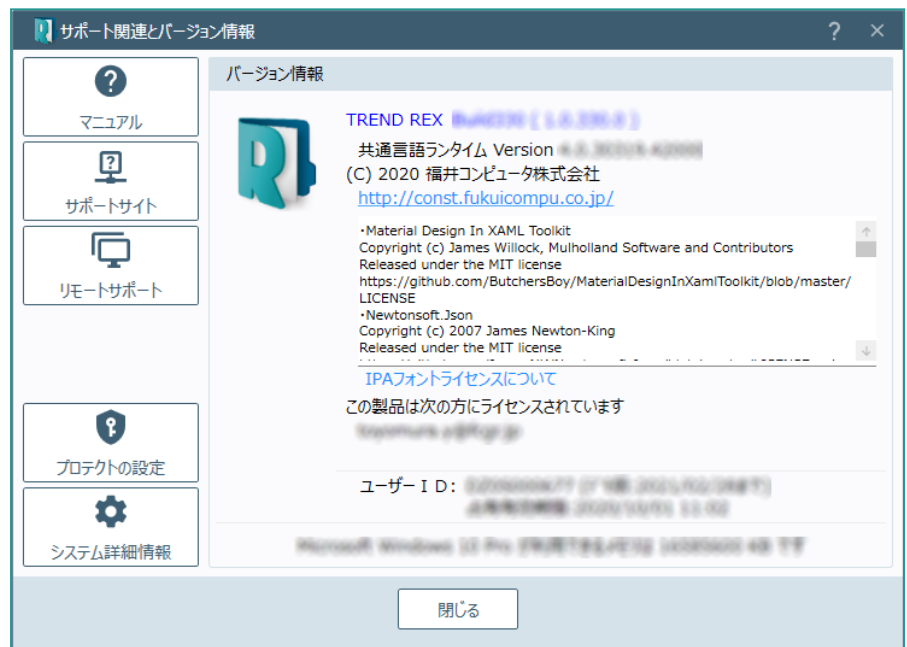 サポート関連とバージョン情報
?
×
マニュアル
サポートサイト
リモートサポート
プロテクトの設定
システム詳細情報
バージョン情報
TREND REX
共通言語ランタイム Version
(C) 2020 福井コンピュータ株式会社
http://const.fukuicompu.co.jp/
・Material Design In XAML Toolkit
Copyright (c) James Willock, Mulholland Software and Contributors
Released under the MIT license
https://github.com/ButchersBoy/MaterialDesignInXamlToolkit/blob/master/
LICENSE
・Newtonsoft.Json
Copyright (c) 2007 James Newton-King
Released under the MIT license
IPAフォントライセンスについて
この製品は次の方にライセンスされています
ユーザーＩＤ:
閉じる